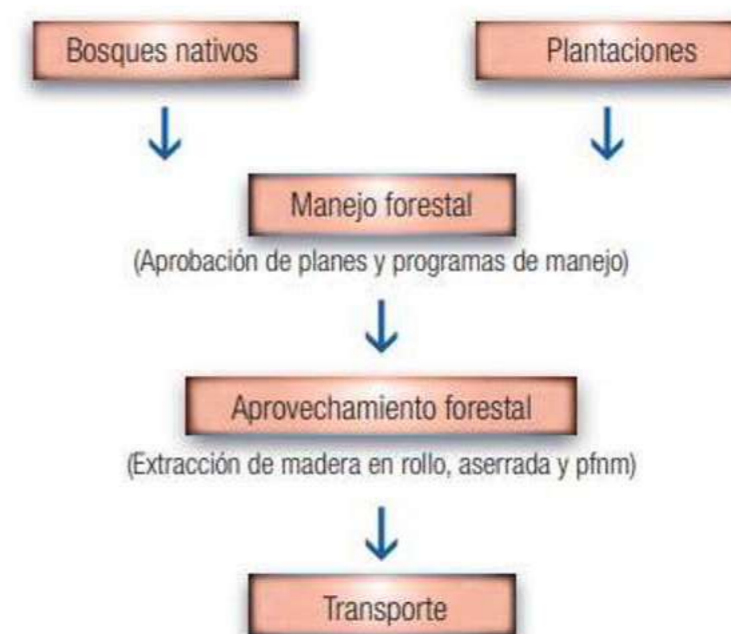 Bosques nativos
Plantaciones
Manejo forestal
(Aprobación de planes y programas de manejo)
Aprovechamiento forestal
(Extracción de madera en rollo, aserrada y pfnm)
Transporte